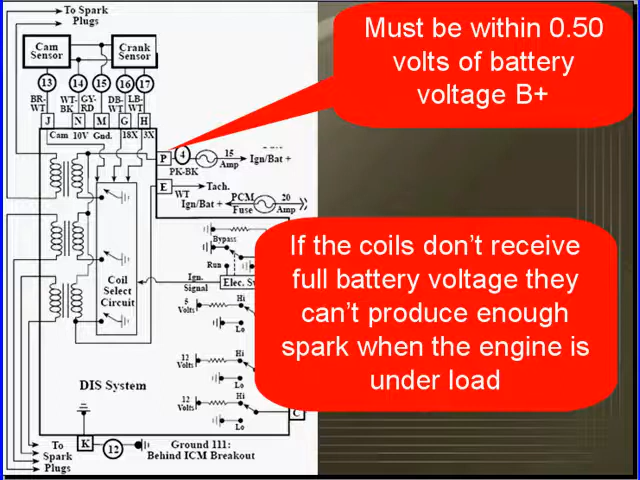 To Spark
Plugs
Must be within 0.50
volts of battery
voltage B+
Cam
Sensor
Crank
Sensor
13 14 15 16 17
BR-
WT
WT-
BK
GY-
RD
DB-
WT
LB-
WT
J N M G H
Cam 10V Gnd. 18X 3X
P 4 15
Amp
Ign/Bat +
PK-BK
E
WT
Tach.
Ign/Bat +
PCM
Fuse
20
Amp
Bypass
Run
Ign.
Signal
Elec.
If the coils don't receive
full battery voltage they
can't produce enough
spark when the engine is
under load
Coil
Select
Circuit
5
Volts
Hi
Lo
12
Volts
Hi
Lo
12
Volts
Hi
Lo
C
DIS System
K
12
To
Spark
Plugs
Ground 111:
Behind ICM Breakout